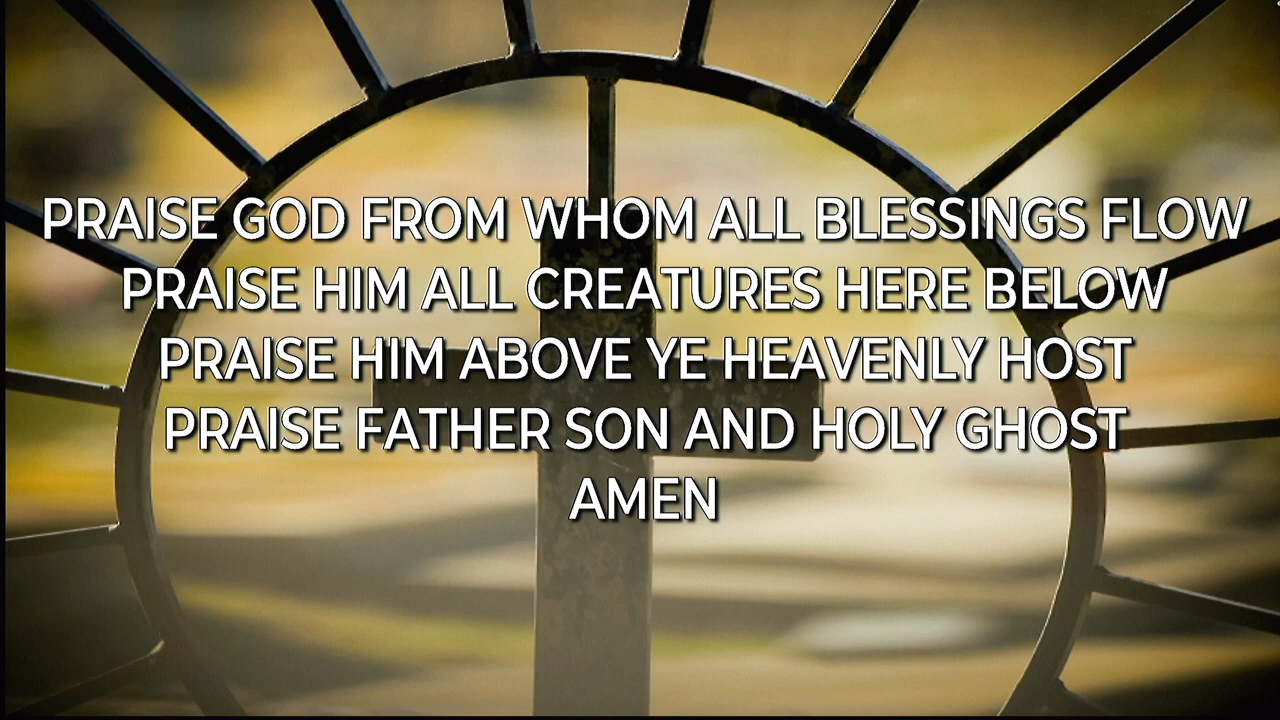 PRAISE GOD FROM WHOM ALL BLESSINGS FLOW
PRAISE HIM ALL CREATURES HERE BELOW
PRAISE HIM ABOVE YE HEAVENLY HOST
PRAISE FATHER SON AND HOLY GHOST
AMEN